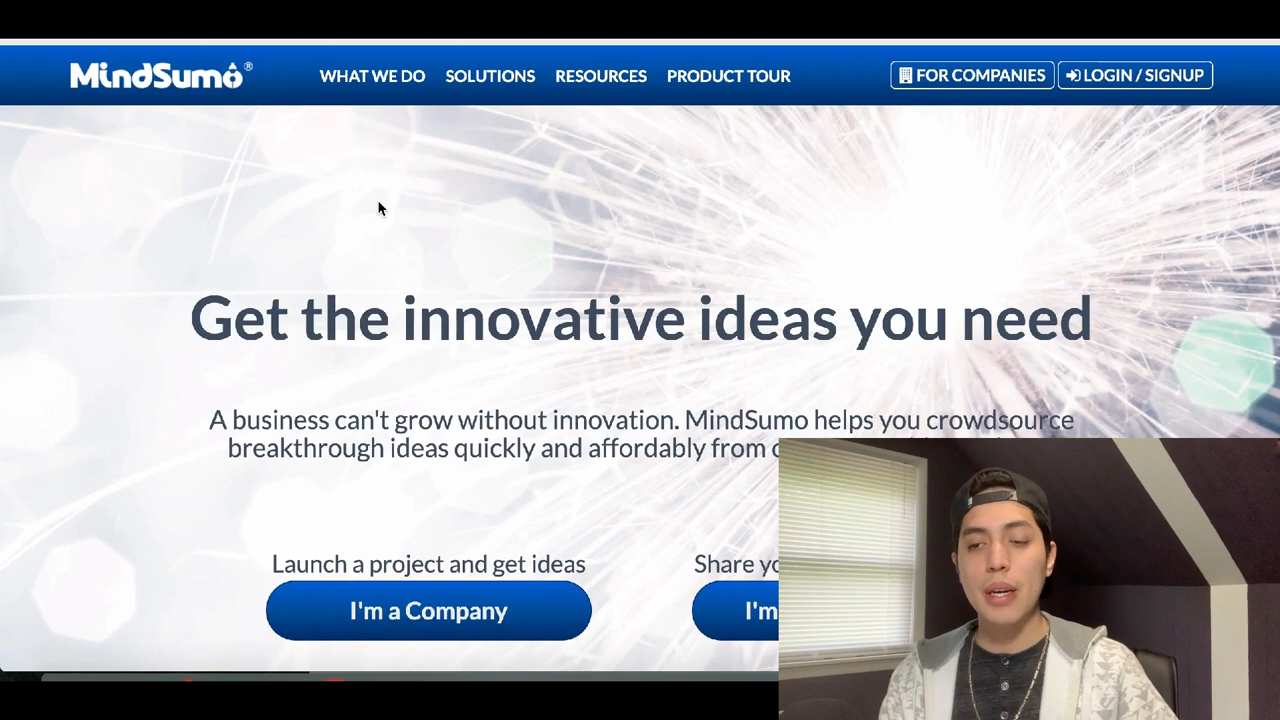 MindSumo®
WHAT WE DO SOLUTIONS RESOURCES PRODUCT TOUR
FOR COMPANIES LOGIN / SIGNUP
Get the innovative ideas you need
A business can't grow without innovation. MindSumo helps you crowdsource
breakthrough ideas quickly and affordably from
Launch a project and get ideas
Share
I'm a Company
I'm